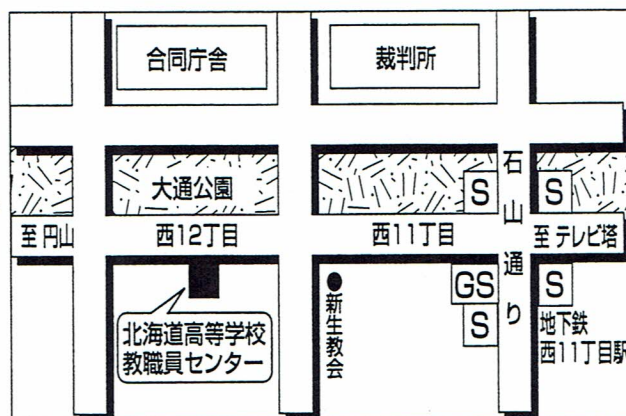 合同庁舎
裁判所
大通公園
S
石山通り
S
至 円山
西12丁目
西11丁目
至 テレビ塔
北海道高等学校
教職員センター
新生教会
GS
S
S
地下鉄
西11丁目駅